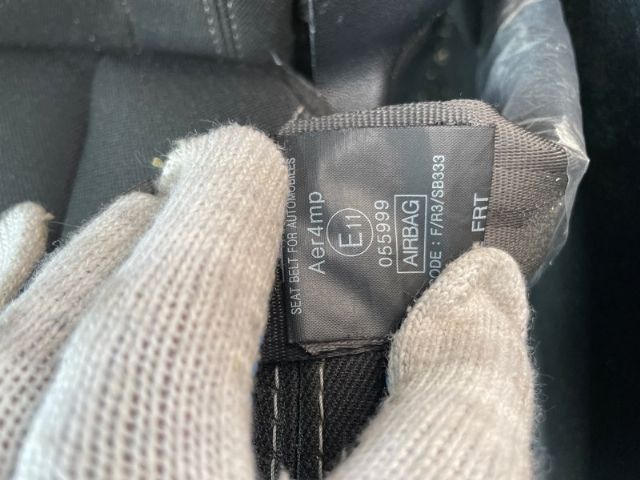 SEAT BELT FOR AUTOMOBILES
Aer4mp
E11
055999
AIRBAG
ODE : F/R3/SB333
FRT